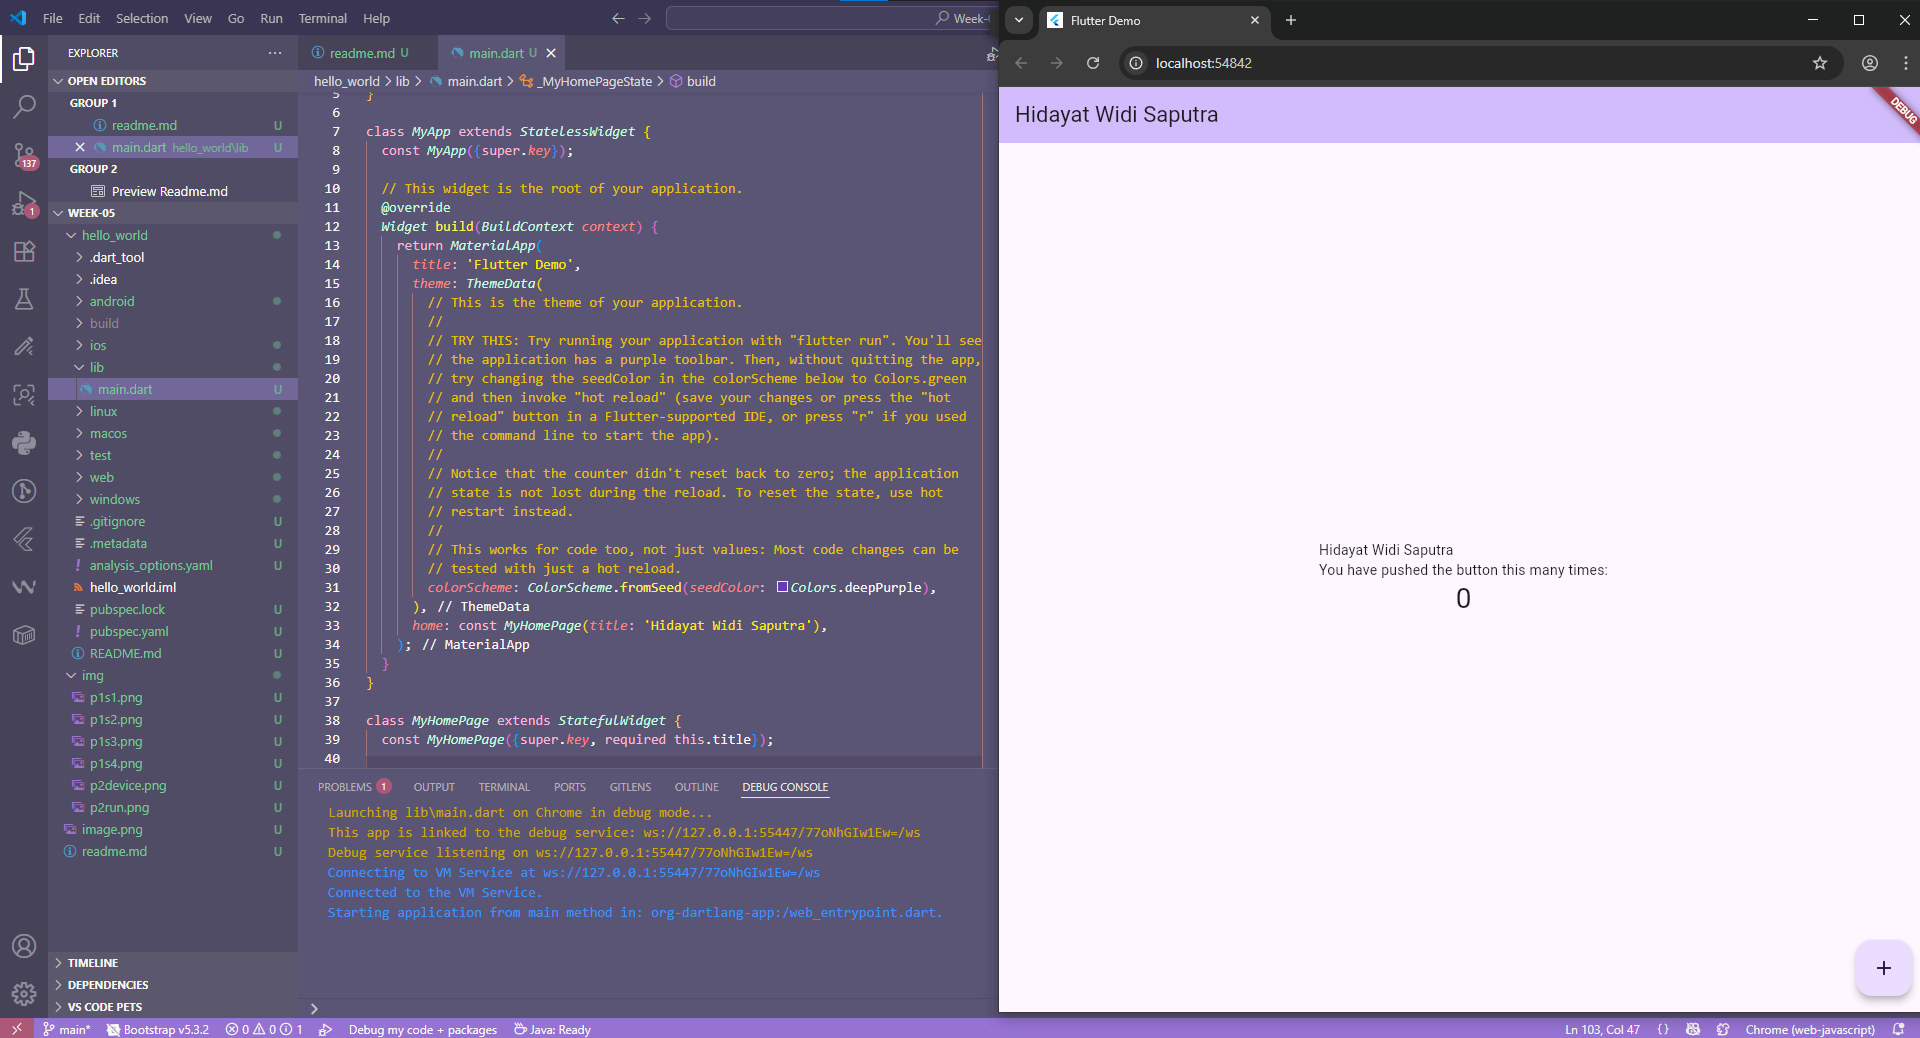 File Edit Selection View Go Run Terminal Help
Week-
EXPLORER
OPEN EDITORS
GROUP 1
readme.md U
main.dart hello_world\lib U
GROUP 2
Preview Readme.md
WEEK-05
hello_world
.dart_tool
.idea
android
build
ios
lib
main.dart U
linux
macos
test
web
windows
.gitignore U
.metadata U
analysis_options.yaml U
hello_world.iml
pubspec.lock U
pubspec.yaml U
README.md U
img
p1s1.png U
p1s2.png U
p1s3.png U
p1s4.png U
p2device.png U
p2run.png U
image.png U
readme.md U
TIMELINE
DEPENDENCIES
VS CODE PETS
137
1
readme.md U
main.dart U
hello_world > lib > main.dart > _MyHomePageState > build
5 }
6
7 class MyApp extends StatelessWidget {
8 const MyApp({super.key});
9
10 // This widget is the root of your application.
11 @override
12 Widget build(BuildContext context) {
13 return MaterialApp(
14 title: 'Flutter Demo',
15 theme: ThemeData(
16 // This is the theme of your application.
17 //
18 // TRY THIS: Try running your application with "flutter run". You'll see
19 // the application has a purple toolbar. Then, without quitting the app,
20 // try changing the seedColor in the colorScheme below to Colors.green
21 // and then invoke "hot reload" (save your changes or press the "hot
22 // reload" button in a Flutter-supported IDE, or press "r" if you used
23 // the command line to start the app).
24 //
25 // Notice that the counter didn't reset back to zero; the application
26 // state is not lost during the reload. To reset the state, use hot
27 // restart instead.
28 //
29 // This works for code too, not just values: Most code changes can be
30 // tested with just a hot reload.
31 colorScheme: ColorScheme.fromSeed(seedColor: Colors.deepPurple),
32 ), // ThemeData
33 home: const MyHomePage(title: 'Hidayat Widi Saputra'),
34 ); // MaterialApp
35 }
36 }
37
38 class MyHomePage extends StatefulWidget {
39 const MyHomePage({super.key, required this.title});
40
PROBLEMS 1 OUTPUT TERMINAL PORTS GITLENS OUTLINE DEBUG CONSOLE
Launching lib\main.dart on Chrome in debug mode...
This app is linked to the debug service: ws://127.0.0.1:55447/77oNhGIw1Ew=/ws
Debug service listening on ws://127.0.0.1:55447/77oNhGIw1Ew=/ws
Connecting to VM Service at ws://127.0.0.1:55447/77oNhGIw1Ew=/ws
Connected to the VM Service.
Starting application from main method in: org-dartlang-app:/web_entrypoint.dart.
main* Bootstrap v5.3.2 0 0 1 Debug my code + packages Java: Ready
Ln 103, Col 47 {} Chrome (web-javascript)
Flutter Demo
localhost:54842
Hidayat Widi Saputra
DEBUG
Hidayat Widi Saputra
You have pushed the button this many times:
0
+